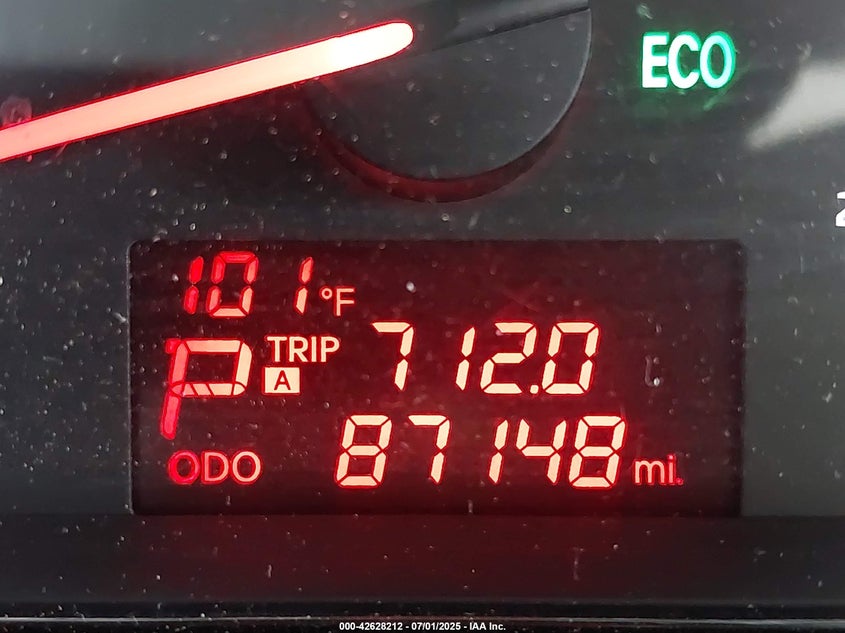 ECO
101°F
P TRIP A 712.0
ODO 87148 mi.
000-42628212 - 07/01/2025 - IAA Inc.